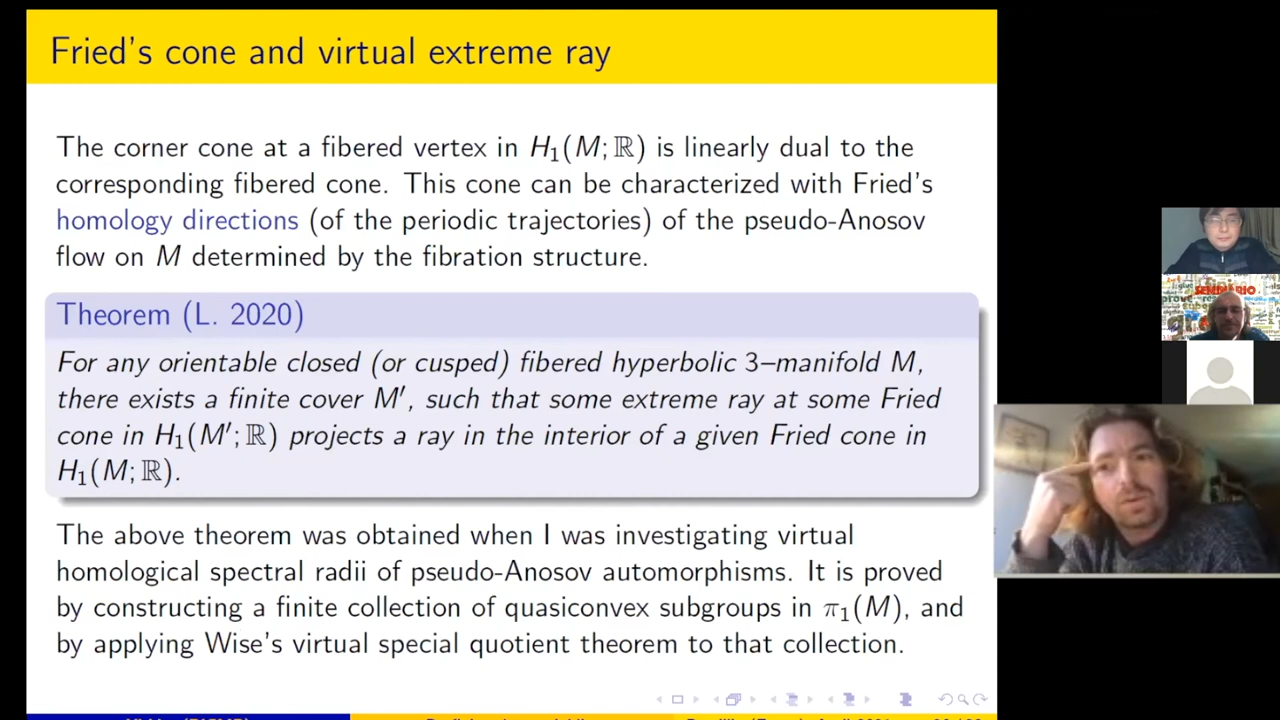 Fried's cone and virtual extreme ray
The corner cone at a fibered vertex in H₁(M; ℝ) is linearly dual to the
corresponding fibered cone. This cone can be characterized with Fried's
homology directions (of the periodic trajectories) of the pseudo-Anosov
flow on M determined by the fibration structure.
Theorem (L. 2020)
For any orientable closed (or cusped) fibered hyperbolic 3–manifold M,
there exists a finite cover M′, such that some extreme ray at some Fried
cone in H₁(M′; ℝ) projects a ray in the interior of a given Fried cone in
H₁(M; ℝ).
The above theorem was obtained when I was investigating virtual
homological spectral radii of pseudo-Anosov automorphisms. It is proved
by constructing a finite collection of quasiconvex subgroups in π₁(M), and
by applying Wise's virtual special quotient theorem to that collection.
SEMINARIO